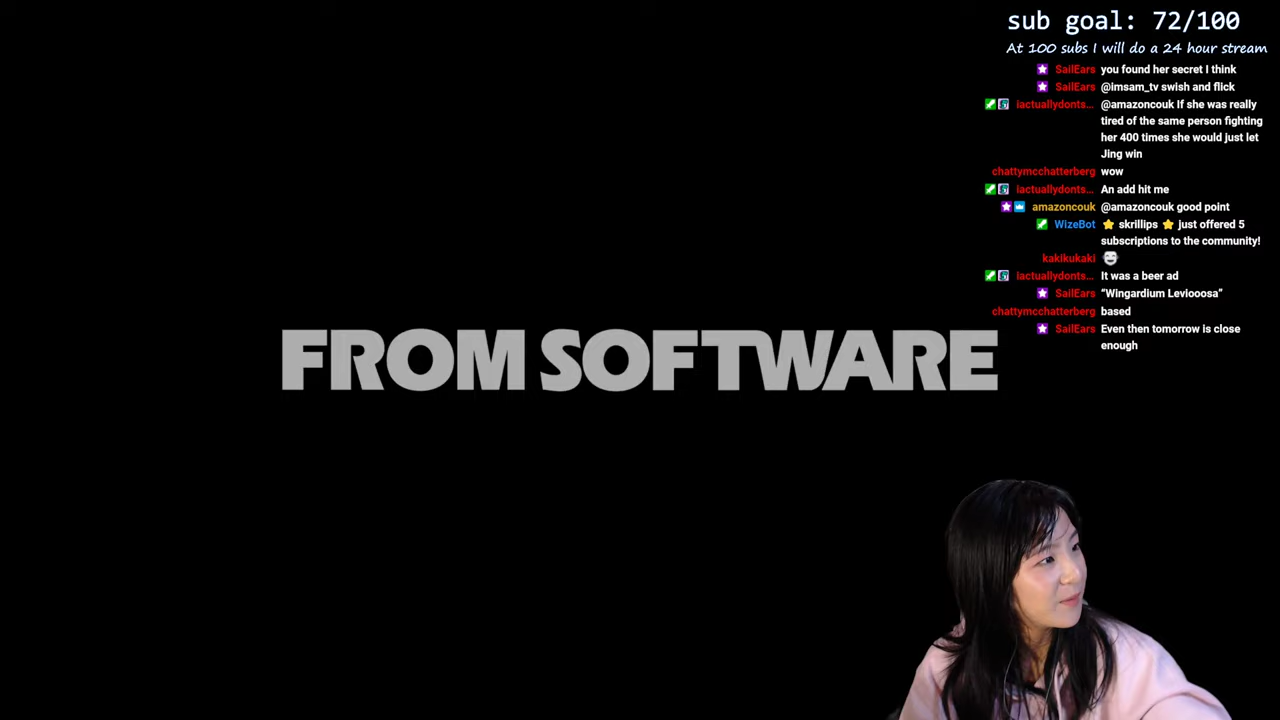 sub goal: 72/100
At 100 subs I will do a 24 hour stream
SailEars you found her secret I think
SailEars @imsam_tv swish and flick
iactuallydonts... @amazoncouk If she was really
tired of the same person fighting
her 400 times she would just let
Jing win
chattymcchatterberg wow
iactuallydonts... An add hit me
amazoncouk @amazoncouk good point
WizeBot ⭐ skrillips ⭐ just offered 5
subscriptions to the community!
kakikukaki
iactuallydonts... It was a beer ad
SailEars “Wingardium Leviooosa”
chattymcchatterberg based
SailEars Even then tomorrow is close
enough
FROM SOFTWARE